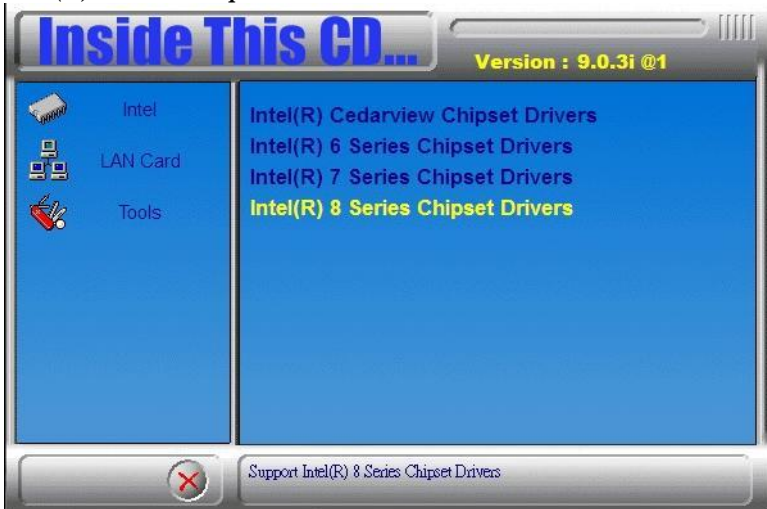 Inside This CD...
Version : 9.0.3i @1
Intel
LAN Card
Tools
Intel(R) Cedarview Chipset Drivers
Intel(R) 6 Series Chipset Drivers
Intel(R) 7 Series Chipset Drivers
Intel(R) 8 Series Chipset Drivers
Support Intel(R) 8 Series Chipset Drivers